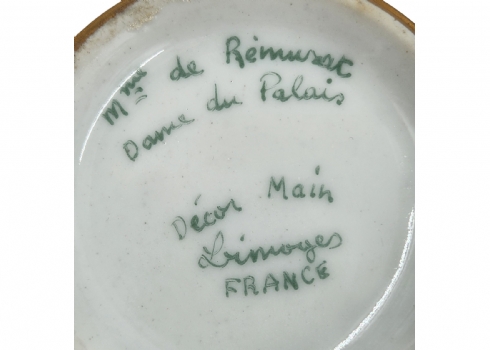 Mme de Rémusat
Dame du Palais
Décor Main
Limoges
FRANCE